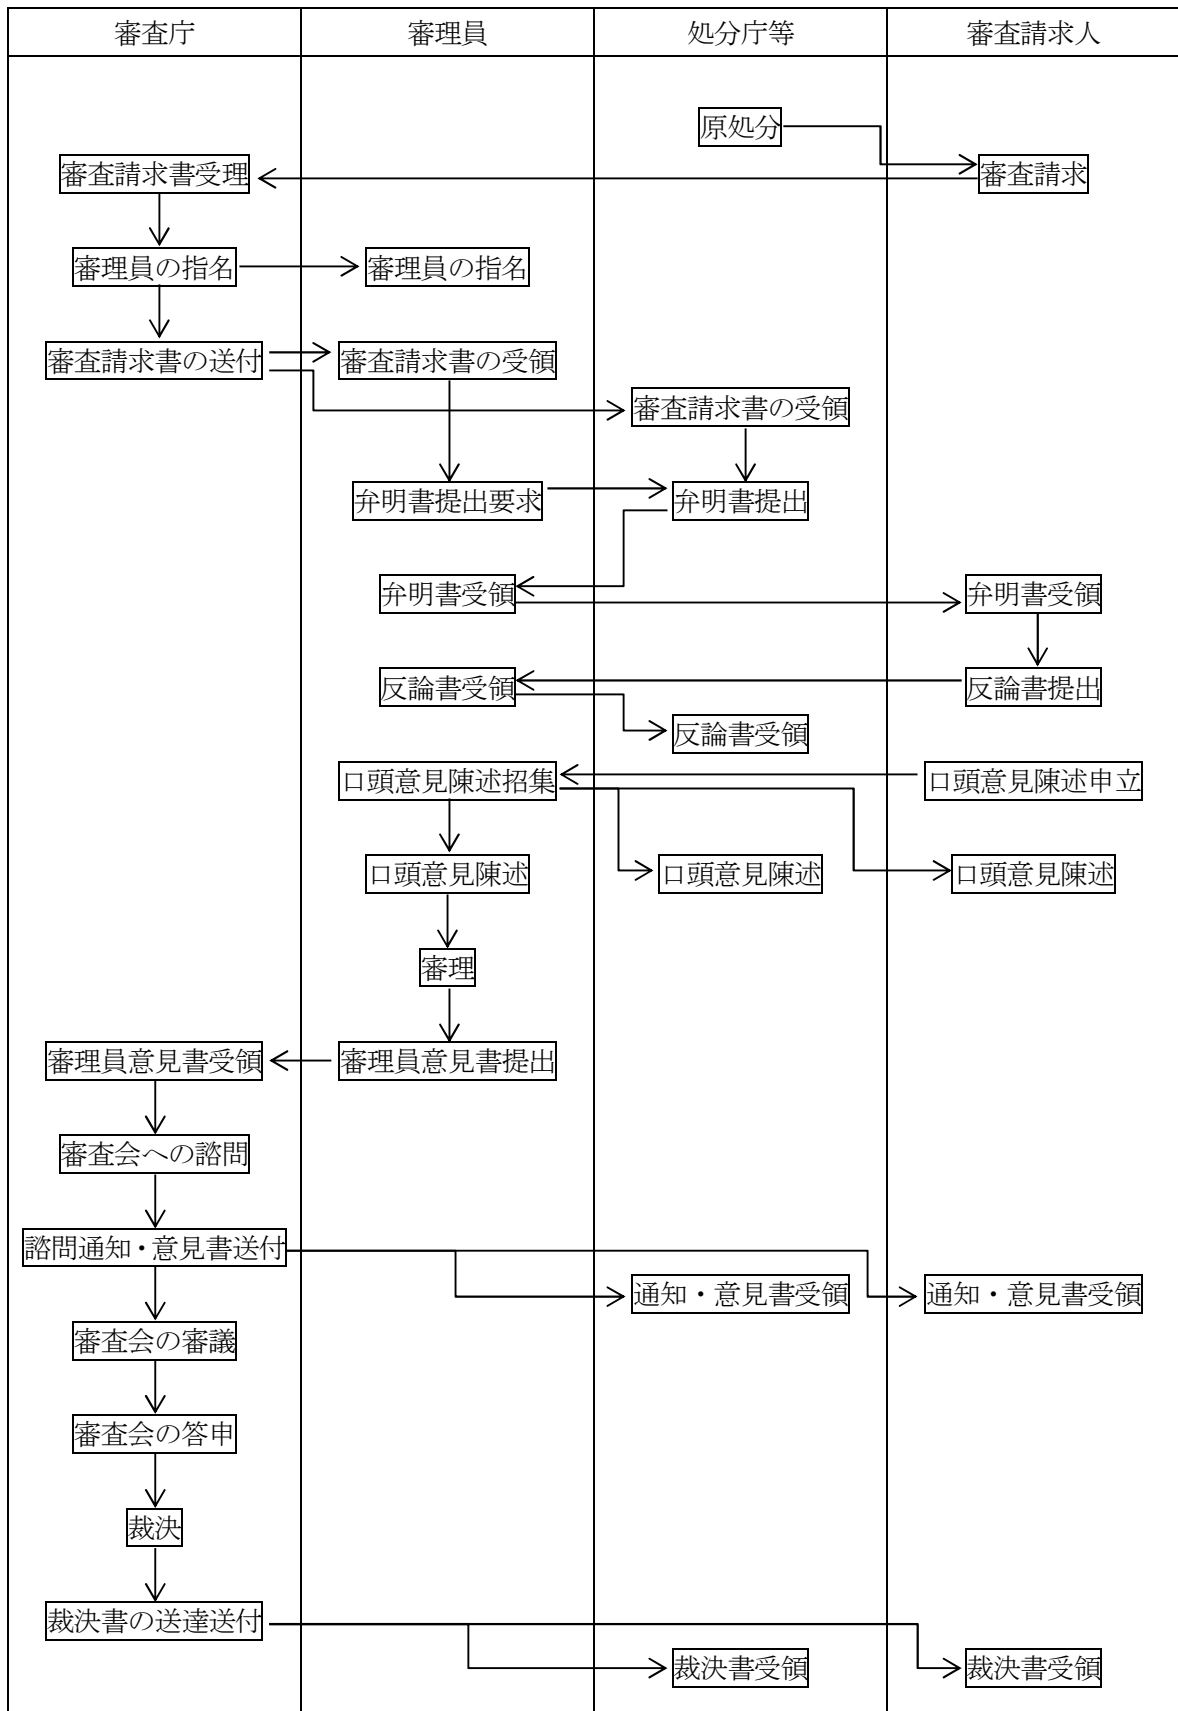 審査庁 審理員 処分庁等 審査請求人
原処分
審査請求書受理 審査請求
審理員の指名 審理員の指名
審査請求書の送付 審査請求書の受領
審査請求書の受領
弁明書提出要求 弁明書提出
弁明書受領 弁明書受領
反論書受領 反論書提出
反論書受領
口頭意見陳述招集 口頭意見陳述申立
口頭意見陳述 口頭意見陳述 口頭意見陳述
審理
審理員意見書受領 審理員意見書提出
審査会への諮問
諮問通知・意見書送付
通知・意見書受領 通知・意見書受領
審査会の審議
審査会の答申
裁決
裁決書の送達送付
裁決書受領 裁決書受領